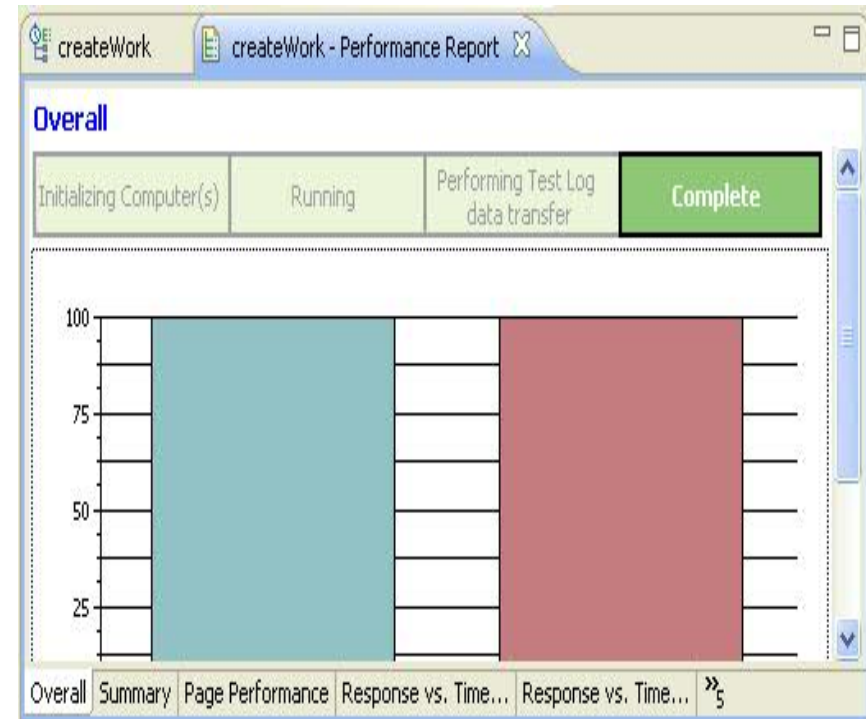 createWork
createWork - Performance Report
Overall
Initializing Computer(s)
Running
Performing Test Log
data transfer
Complete
100
75
50
25
Overall
Summary
Page Performance
Response vs. Time...
Response vs. Time...
»5